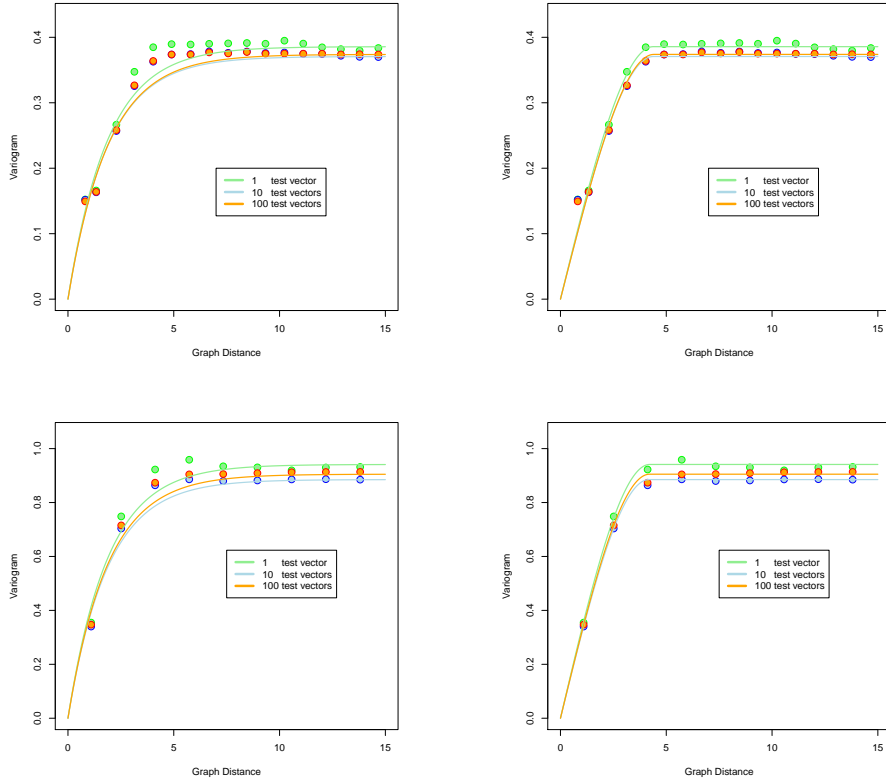 0.4
0.3
0.2
0.1
0.0
Variogram
1 test vector
10 test vectors
100 test vectors
0 5 10 15
Graph Distance
0.4
0.3
0.2
0.1
0.0
Variogram
1 test vector
10 test vectors
100 test vectors
0 5 10 15
Graph Distance
1.0
0.8
0.6
0.4
0.2
0.0
Variogram
1 test vector
10 test vectors
100 test vectors
0 5 10 15
Graph Distance
1.0
0.8
0.6
0.4
0.2
0.0
Variogram
1 test vector
10 test vectors
100 test vectors
0 5 10 15
Graph Distance